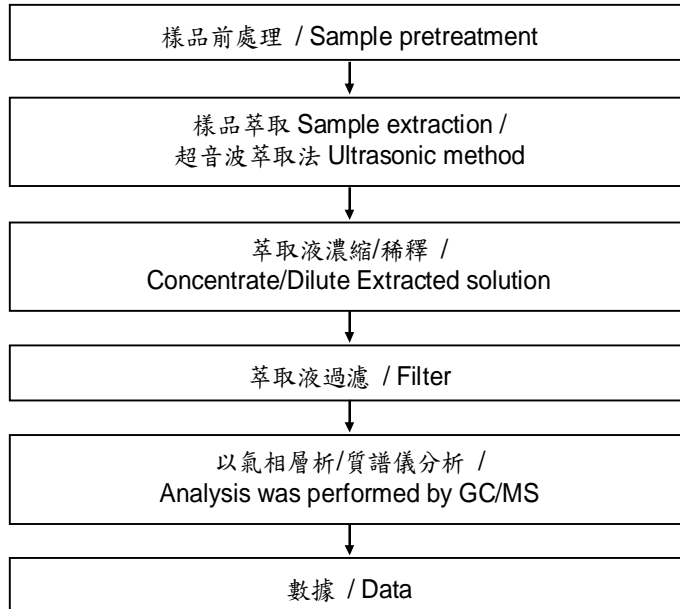 樣品前處理 / Sample pretreatment
樣品萃取 Sample extraction /
超音波萃取法 Ultrasonic method
萃取液濃縮/稀釋 /
Concentrate/Dilute Extracted solution
萃取液過濾 / Filter
以氣相層析/質譜儀分析 /
Analysis was performed by GC/MS
數據 / Data